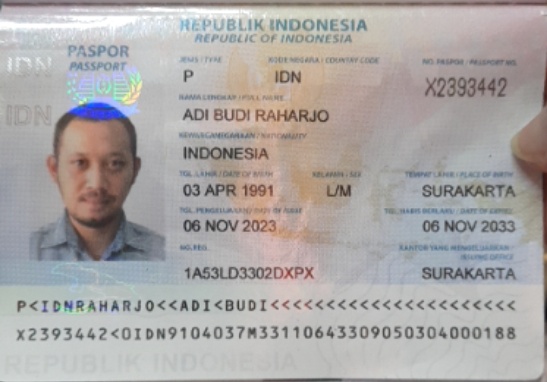 REPUBLIK INDONESIA
REPUBLIC OF INDONESIA
PASPOR
PASSPORT
IDN
IDN
JENIS / TYPE KODE NEGARA / COUNTRY CODE NO. PASPOR / PASSPORT NO.
P IDN X2393442
NAMA LENGKAP / FULL NAME
ADI BUDI RAHARJO
KEWARGANEGARAAN / NATIONALITY
INDONESIA
TGL. LAHIR / DATE OF BIRTH KELAMIN / SEX TEMPAT LAHIR / PLACE OF BIRTH
03 APR 1991 L/M SURAKARTA
TGL. PENGELUARAN / DATE OF ISSUE TGL. HABIS BERLAKU / DATE OF EXPIRY
06 NOV 2023 06 NOV 2033
NO. REG. KANTOR YANG MENGELUARKAN /
ISSUING OFFICE
1A53LD3302DXPX SURAKARTA
P<IDNRAHARJO<<ADI<BUDI<<<<<<<<<<<<<<<<<<<<<<
X2393442<0IDN9104037M3311064330905030400​0188
REPUBLIK INDONESIA